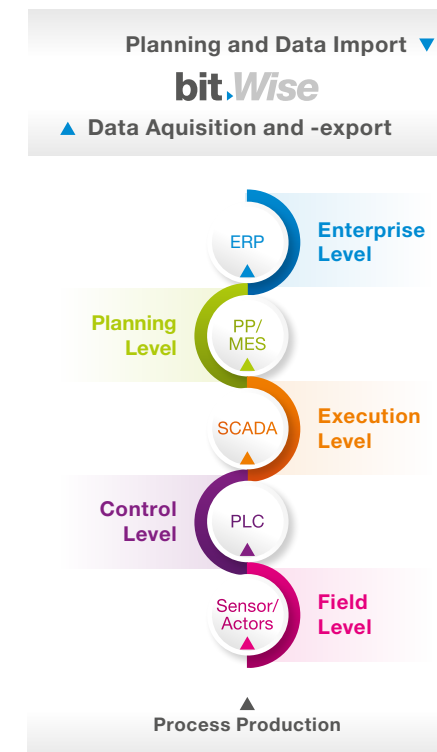 Planning and Data Import
bit.Wise
Data Aquisition and -export
ERP
Enterprise
Level
Planning
Level
PP/
MES
SCADA
Execution
Level
Control
Level
PLC
Sensor/
Actors
Field
Level
Process Production